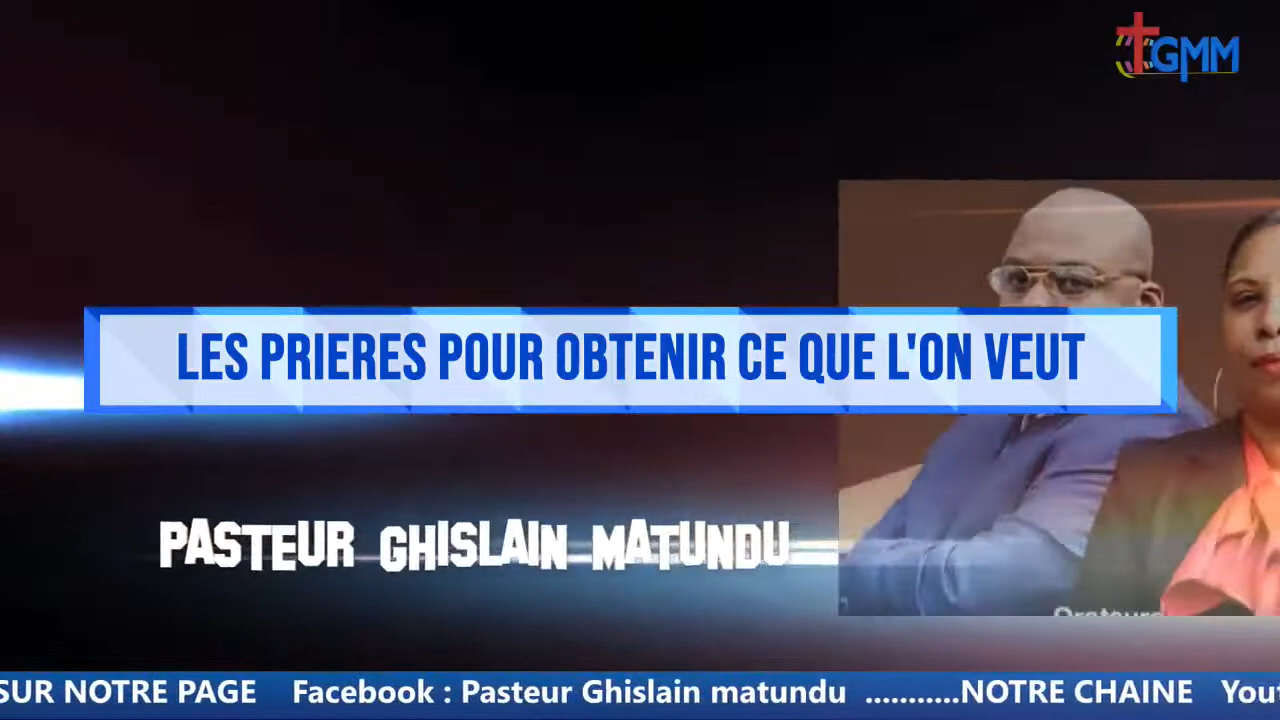 GMM
LES PRIERES POUR OBTENIR CE QUE L'ON VEUT
PASTEUR GHISLAIN MATUNDU
SUR NOTRE PAGE Facebook : Pasteur Ghislain matundu ...........NOTRE CHAINE